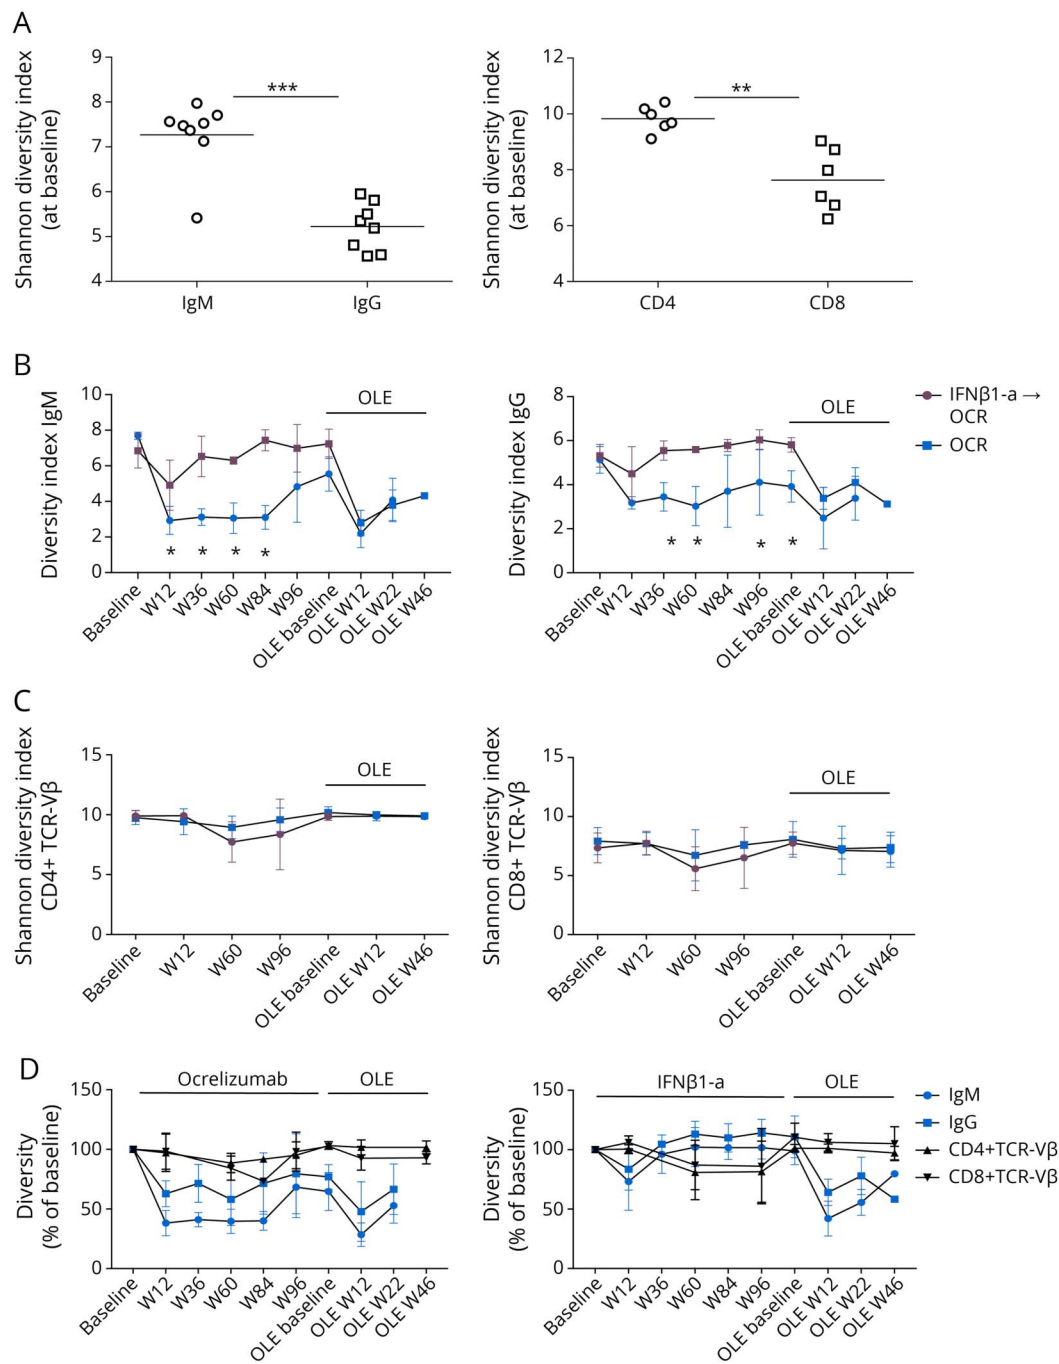 A
Shannon diversity index
(at baseline)
9
8
7
6
5
4
***
IgM
IgG
Shannon diversity index
(at baseline)
12
10
8
6
4
**
CD4
CD8
B
Diversity index IgM
10
8
6
4
2
0
OLE
* * * *
Baseline
W12
W36
W60
W84
W96
OLE baseline
OLE W12
OLE W22
OLE W46
Diversity index IgG
8
6
4
2
0
OLE
* * * *
Baseline
W12
W36
W60
W84
W96
OLE baseline
OLE W12
OLE W22
OLE W46
IFNβ1-a →
OCR
OCR
C
Shannon diversity index
CD4+ TCR-Vβ
15
10
5
0
OLE
Baseline
W12
W60
W96
OLE baseline
OLE W12
OLE W46
Shannon diversity index
CD8+ TCR-Vβ
15
10
5
0
OLE
Baseline
W12
W60
W96
OLE baseline
OLE W12
OLE W46
D
Diversity
(% of baseline)
150
100
50
0
Ocrelizumab
OLE
Baseline
W12
W36
W60
W84
W96
OLE baseline
OLE W12
OLE W22
OLE W46
Diversity
(% of baseline)
150
100
50
0
IFNβ1-a
OLE
Baseline
W12
W36
W60
W84
W96
OLE baseline
OLE W12
OLE W22
OLE W46
IgM
IgG
CD4+TCR-Vβ
CD8+TCR-Vβ